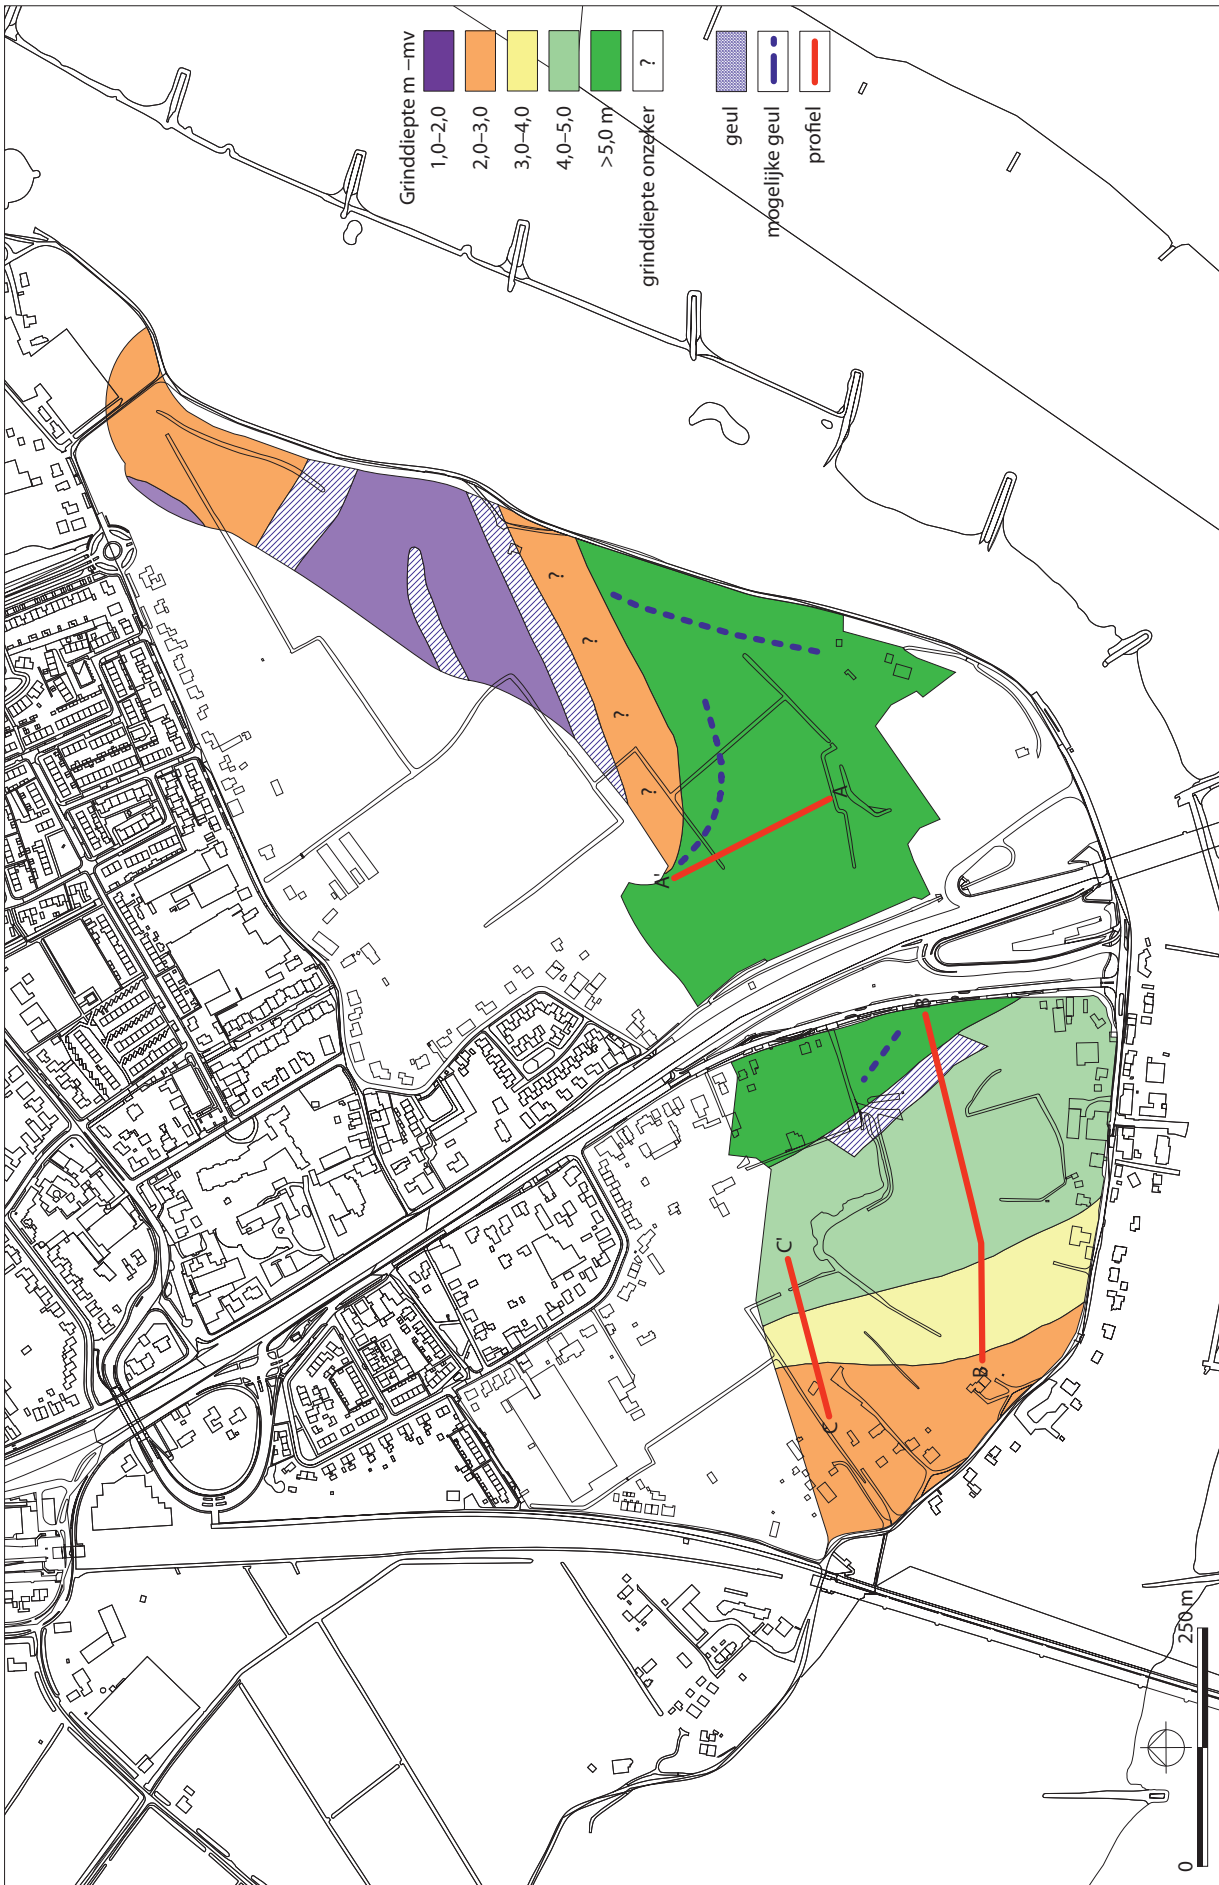 Grinddiepte m –mv
1,0–2,0
2,0–3,0
3,0–4,0
4,0–5,0
>5,0 m
?
grinddiepte onzeker
geul
mogelijke geul
profiel
?
?
?
?
A'
A
B'
B
C'
C
0
250 m